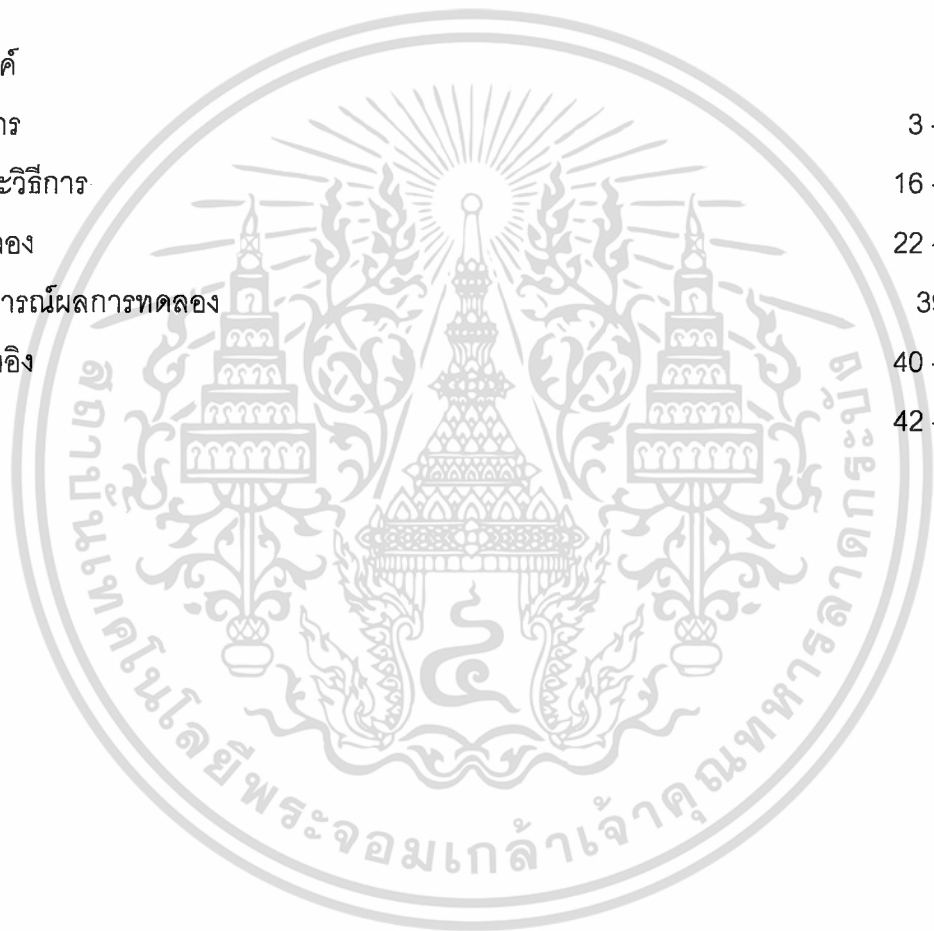 ค์
าร 3 -
ะวิธีการ 16 -
ลอง 22 -
ารณ์ผลการทดลอง 39
งอิง 40 -
42 -
๔
สถาบันเทคโนโลยีพระจอมเกล้าเจ้าคุณทหารลาดกระบัง